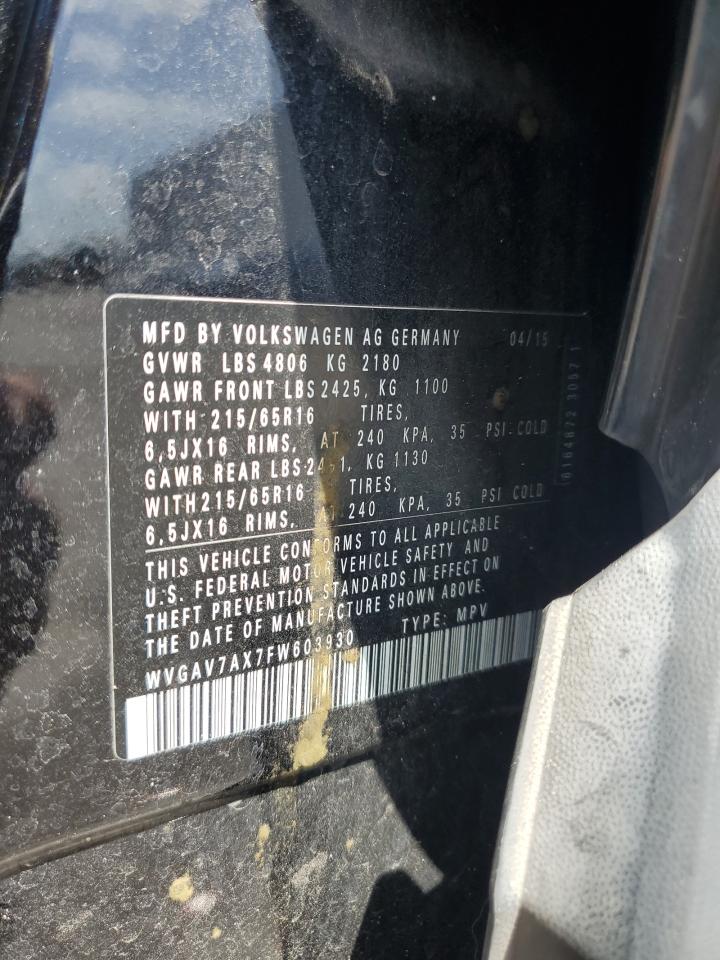 MFD BY VOLKSWAGEN AG GERMANY 04/15
GVWR LBS 4806 KG 2180
GAWR FRONT LBS 2425, KG 1100
WITH 215/65R16 TIRES,
6,5JX16 RIMS, AT 240 KPA, 35 PSI COLD
GAWR REAR KG 1130
WITH 215/65R16 TIRES,
6,5JX16 RIMS, AT 240 KPA, 35 PSI COLD
THIS VEHICLE CONFORMS TO ALL APPLICABLE
U.S. FEDERAL MOTOR VEHICLE SAFETY AND
THEFT PREVENTION STANDARDS IN EFFECT ON
THE DATE OF MANUFACTURE SHOWN ABOVE.
WVGAV7AX7FW603930 TYPE: MPV